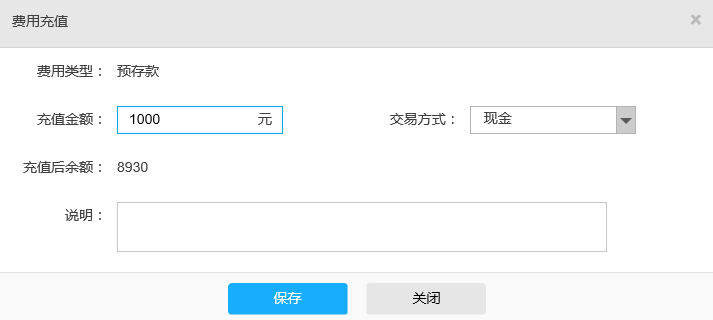 费用充值
费用类型： 预存款
充值金额： 1000 元 交易方式： 现金
充值后余额： 8930
说明：
保存 关闭